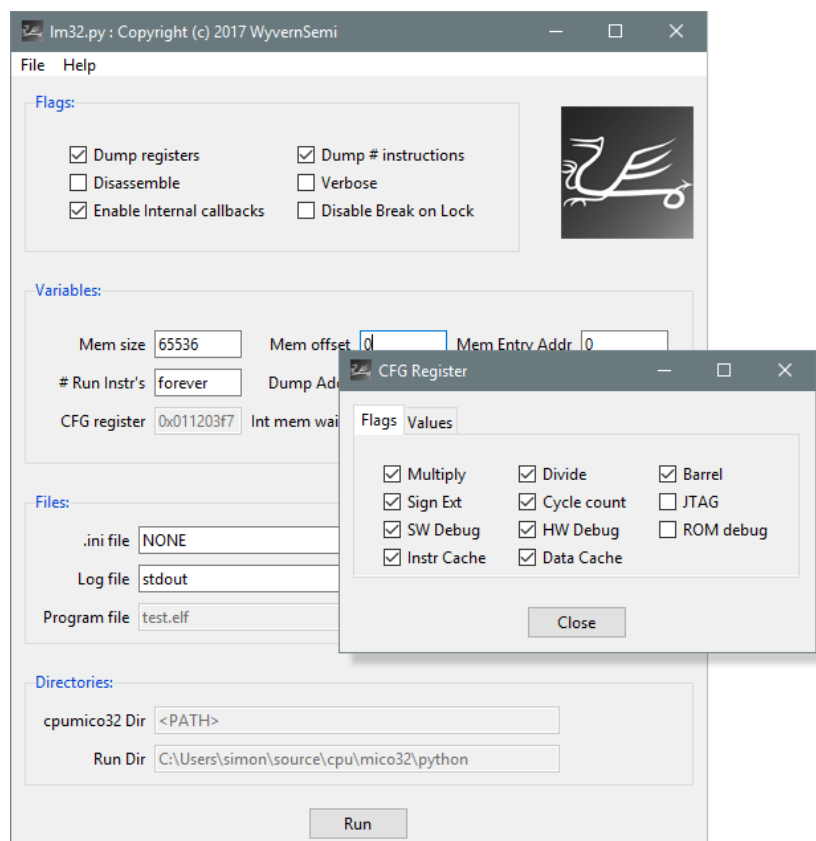 lm32.py : Copyright (c) 2017 WyvernSemi
File Help
Flags:
Dump registers Dump # instructions
Disassemble Verbose
Enable Internal callbacks Disable Break on Lock
Variables:
Mem size 65536 Mem offset 0 Mem Entry Addr 0
# Run Instr's forever Dump Add
CFG register 0x011203f7 Int mem wai
CFG Register
Flags Values
Multiply Divide Barrel
Sign Ext Cycle count JTAG
SW Debug HW Debug ROM debug
Instr Cache Data Cache
Close
Files:
.ini file NONE
Log file stdout
Program file test.elf
Directories:
cpumico32 Dir <PATH>
Run Dir C:\Users\simon\source\cpu\mico32\python
Run